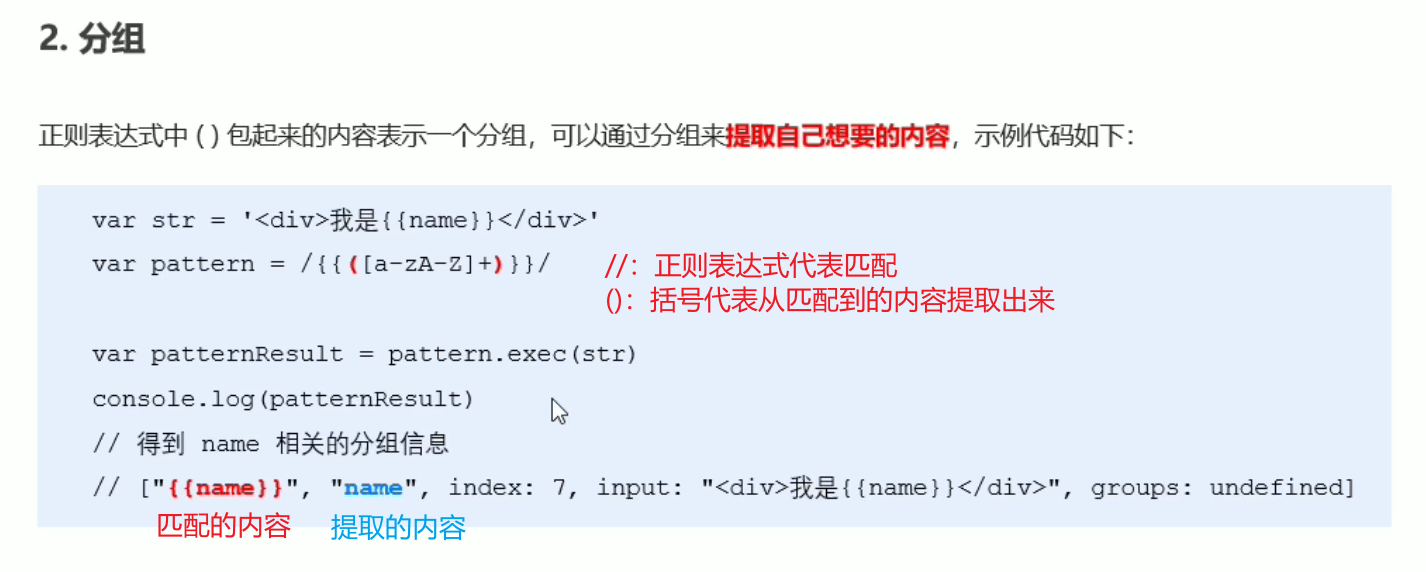 2. 分组
正则表达式中 ( ) 包起来的内容表示一个分组，可以通过分组来提取自己想要的内容，示例代码如下：
var str = '<div>我是{{name}}</div>'
var pattern = /{{([a-zA-Z]+)}}/
//：正则表达式代表匹配
()：括号代表从匹配到的内容提取出来
var patternResult = pattern.exec(str)
console.log(patternResult)
// 得到 name 相关的分组信息
// ["{{name}}", "name", index: 7, input: "<div>我是{{name}}</div>", groups: undefined]
匹配的内容
提取的内容